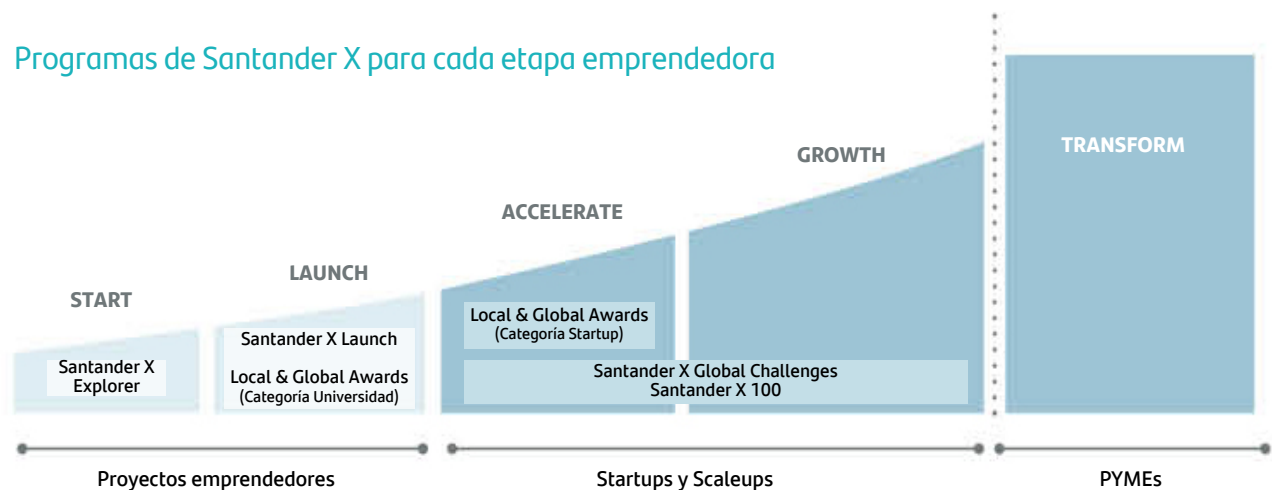 Programas de Santander X para cada etapa emprendedora
START
LAUNCH
ACCELERATE
GROWTH
TRANSFORM
Santander X
Explorer
Santander X Launch
Local & Global Awards
(Categoría Universidad)
Local & Global Awards
(Categoría Startup)
Santander X Global Challenges
Santander X 100
Proyectos emprendedores
Startups y Scaleups
PYMEs